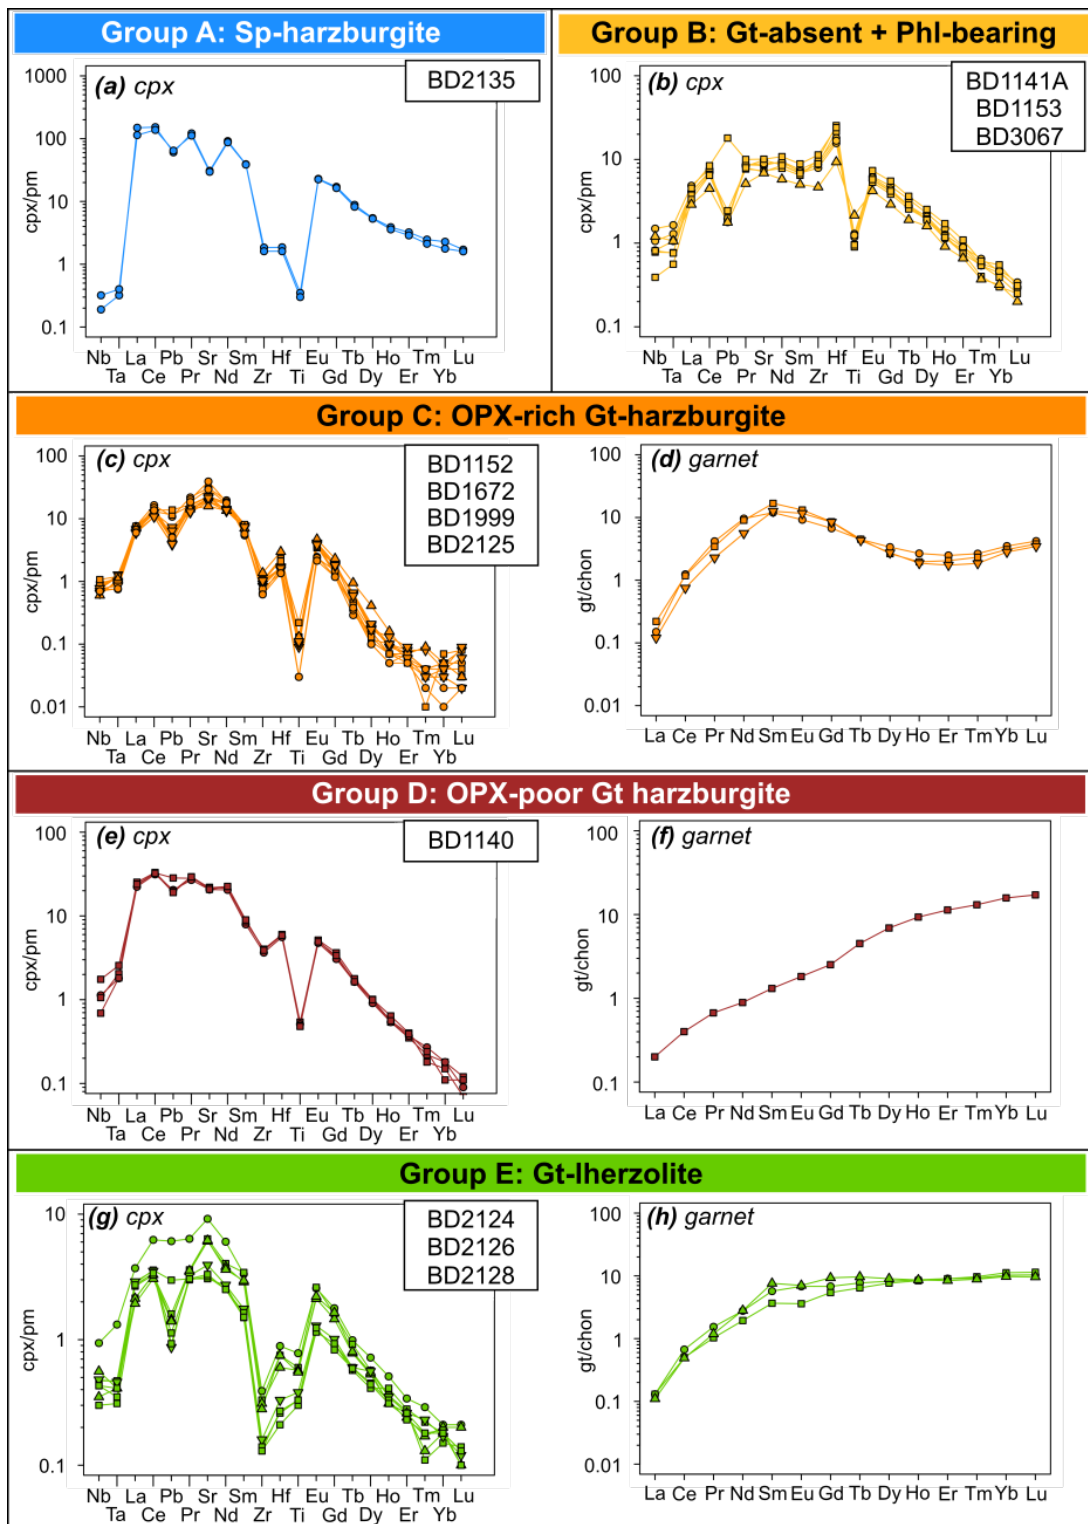 Group A: Sp-harzburgite
Group B: Gt-absent + Phl-bearing
(a) cpx
BD2135
1000
100
10
1
0.1
cpx/pm
Nb La Pb Sr Sm Hf Eu Tb Ho Tm Lu
Ta Ce Pr Nd Zr Ti Gd Dy Er Yb
(b) cpx
BD1141A
BD1153
BD3067
100
10
1
0.1
cpx/pm
Nb La Pb Sr Sm Hf Eu Tb Ho Tm Lu
Ta Ce Pr Nd Zr Ti Gd Dy Er Yb
Group C: OPX-rich Gt-harzburgite
(c) cpx
BD1152
BD1672
BD1999
BD2125
100
10
1
0.1
0.01
cpx/pm
Nb La Pb Sr Sm Hf Eu Tb Ho Tm Lu
Ta Ce Pr Nd Zr Ti Gd Dy Er Yb
(d) garnet
100
10
1
0.1
0.01
gt/chon
La Ce Pr Nd Sm Eu Gd Tb Dy Ho Er Tm Yb Lu
Group D: OPX-poor Gt harzburgite
(e) cpx
BD1140
100
10
1
0.1
cpx/pm
Nb La Pb Sr Sm Hf Eu Tb Ho Tm Lu
Ta Ce Pr Nd Zr Ti Gd Dy Er Yb
(f) garnet
100
10
1
0.1
gt/chon
La Ce Pr Nd Sm Eu Gd Tb Dy Ho Er Tm Yb Lu
Group E: Gt-lherzolite
(g) cpx
BD2124
BD2126
BD2128
10
1
0.1
cpx/pm
Nb La Pb Sr Sm Hf Eu Tb Ho Tm Lu
Ta Ce Pr Nd Zr Ti Gd Dy Er Yb
(h) garnet
100
10
1
0.1
0.01
gt/chon
La Ce Pr Nd Sm Eu Gd Tb Dy Ho Er Tm Yb Lu